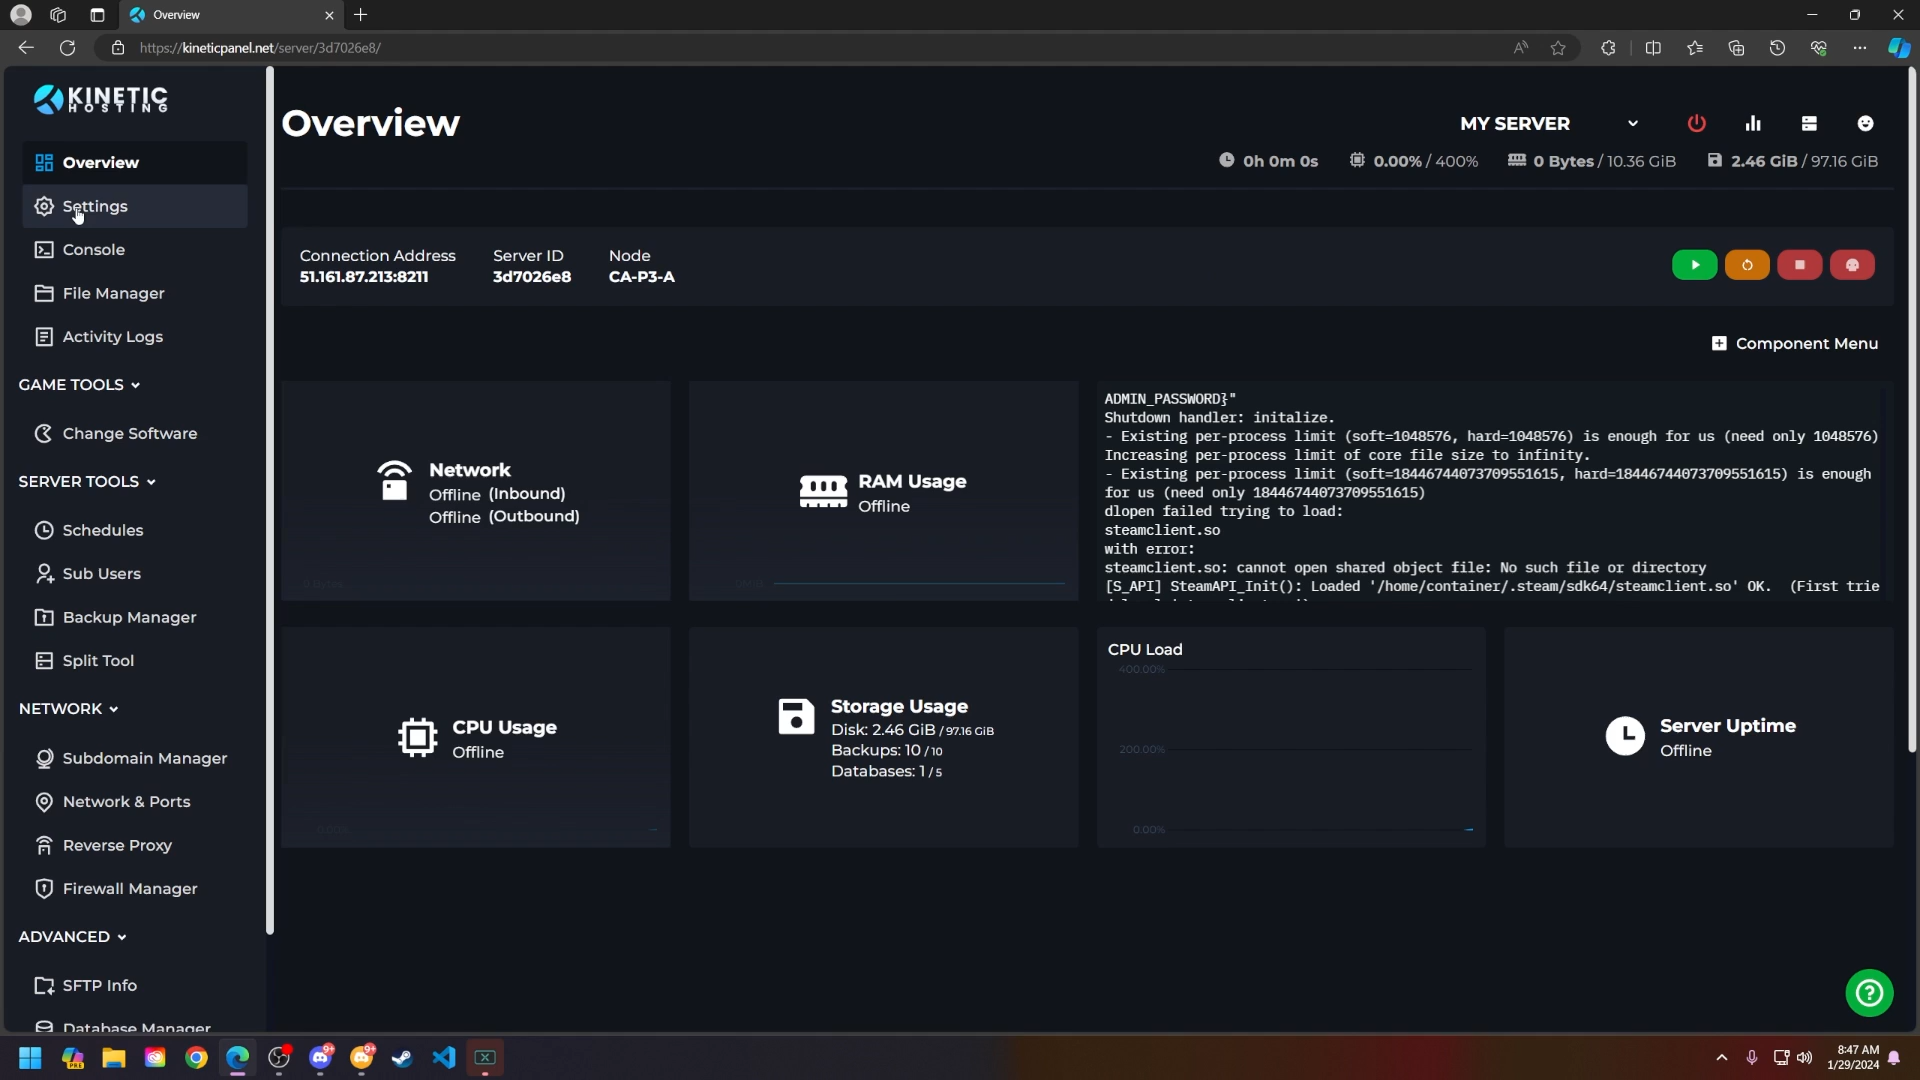 Overview
https://kineticpanel.net/server/3d7026e8/
KINETIC
HOSTING
Overview
MY SERVER
0h 0m 0s
0.00% / 400%
0 Bytes / 10.36 GiB
2.46 GiB / 97.16 GiB
Overview
Settings
Console
File Manager
Activity Logs
GAME TOOLS
Change Software
SERVER TOOLS
Schedules
Sub Users
Backup Manager
Split Tool
NETWORK
Subdomain Manager
Network & Ports
Reverse Proxy
Firewall Manager
ADVANCED
SFTP Info
Database Manager
Connection Address
51.161.87.213:8211
Server ID
3d7026e8
Node
CA-P3-A
Component Menu
Network
Offline (Inbound)
Offline (Outbound)
0 Bytes
RAM Usage
Offline
ADMIN_PASSWORD}"
Shutdown handler: initalize.
- Existing per-process limit (soft=1048576, hard=1048576) is enough for us (need only 1048576)
Increasing per-process limit of core file size to infinity.
- Existing per-process limit (soft=18446744073709551615, hard=18446744073709551615) is enough
for us (need only 18446744073709551615)
dlopen failed trying to load:
steamclient.so
with error:
steamclient.so: cannot open shared object file: No such file or directory
[S_API] SteamAPI_Init(): Loaded '/home/container/.steam/sdk64/steamclient.so' OK. (First trie
CPU Usage
Offline
0.00%
Storage Usage
Disk: 2.46 GiB / 97.16 GiB
Backups: 10 / 10
Databases: 1 / 5
CPU Load
400.00%
200.00%
0.00%
Server Uptime
Offline
PRE
9+
9+
8:47 AM
1/29/2024